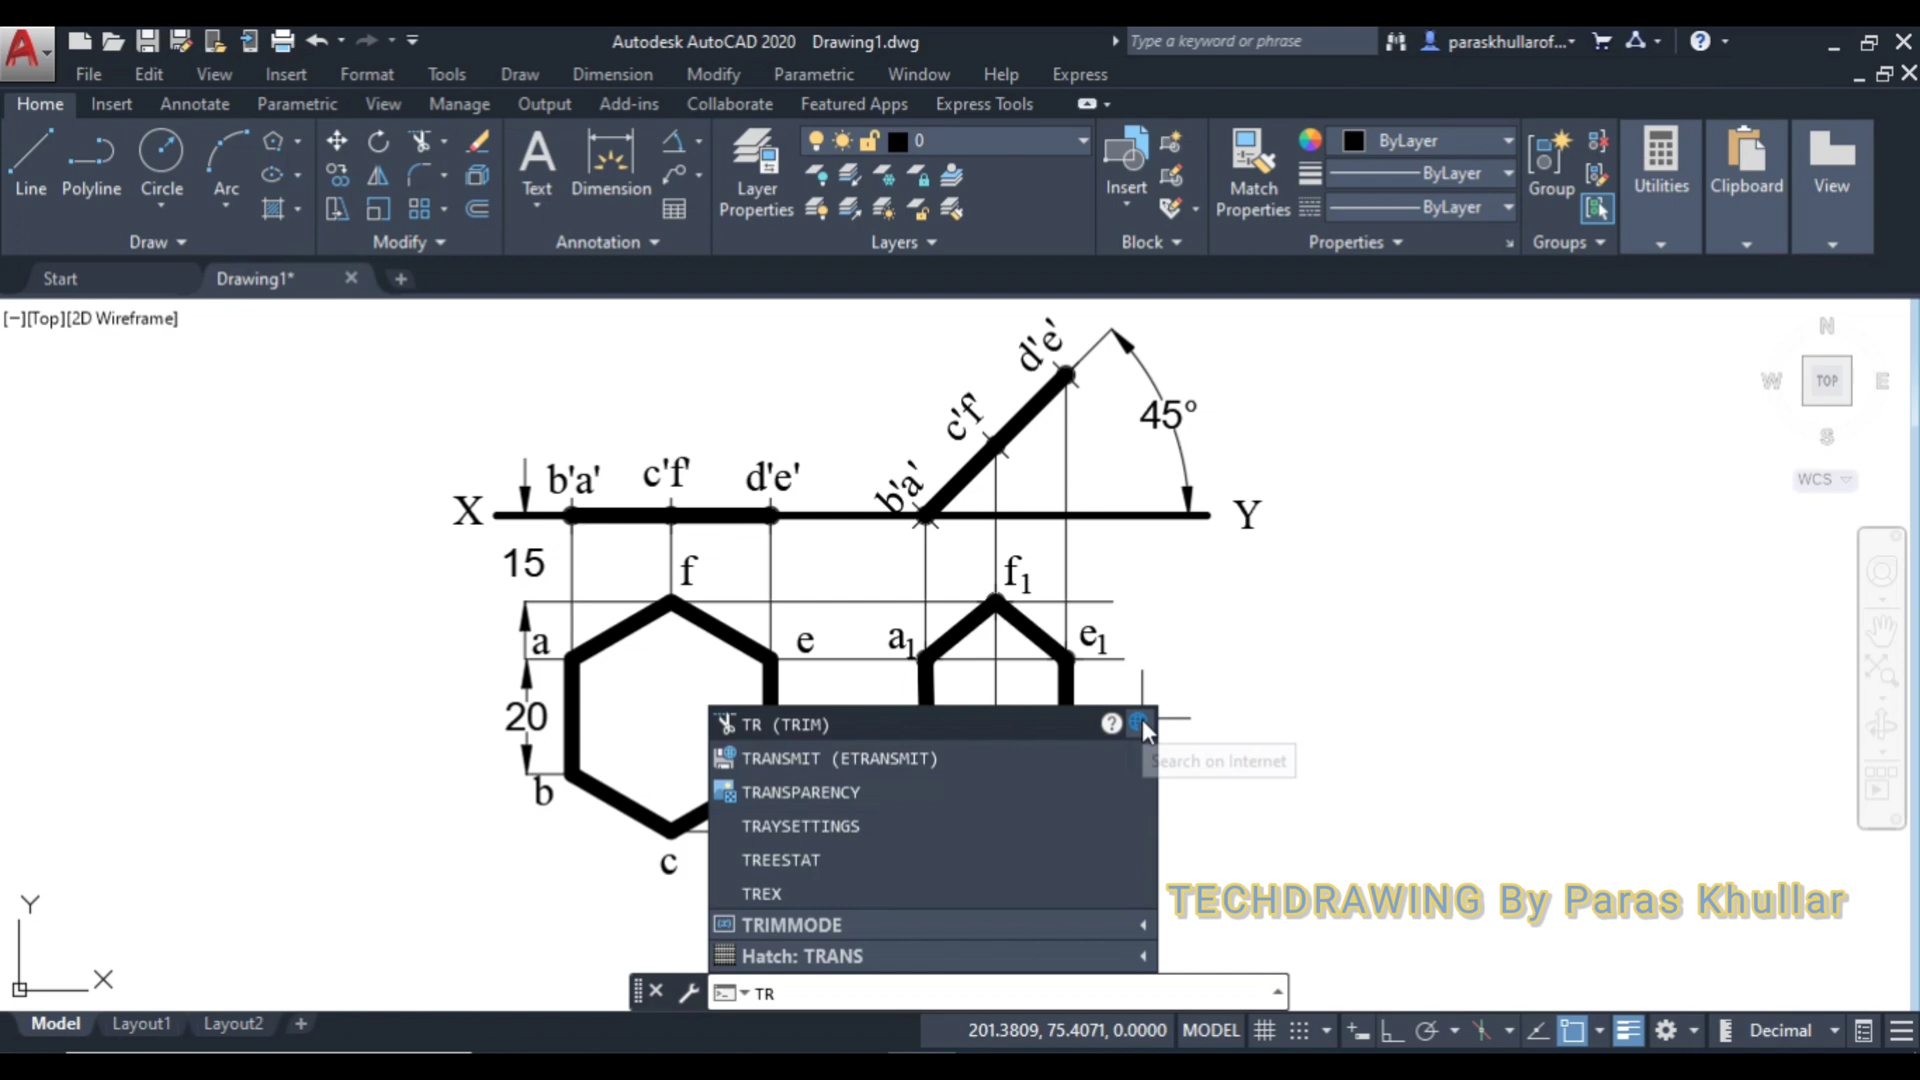 Autodesk AutoCAD 2020 Drawing1.dwg
Type a keyword or phrase
paraskhullarof...
File Edit View Insert Format Tools Draw Dimension Modify Parametric Window Help Express
Home Insert Annotate Parametric View Manage Output Add-ins Collaborate Featured Apps Express Tools
0
ByLayer
ByLayer
ByLayer
Line Polyline Circle Arc
Text Dimension
Layer
Properties
Insert
Match
Properties
Group
Utilities
Clipboard
View
Draw Modify Annotation Layers Block Properties Groups
Start Drawing1*
[−][Top][2D Wireframe]
N
W TOP E
S
WCS
d'e'
c'f'
b'a'
45°
b'a' c'f' d'e'
X Y
15
f f1
a e a1 e1
20
b
c
TR (TRIM)
Search on Internet
TRANSMIT (ETRANSMIT)
TRANSPARENCY
TRAYSETTINGS
TREESTAT
TREX
TRIMMODE
Hatch: TRANS
TR
TECHDRAWING By Paras Khullar
Y
X
Model Layout1 Layout2
201.3809, 75.4071, 0.0000 MODEL
Decimal